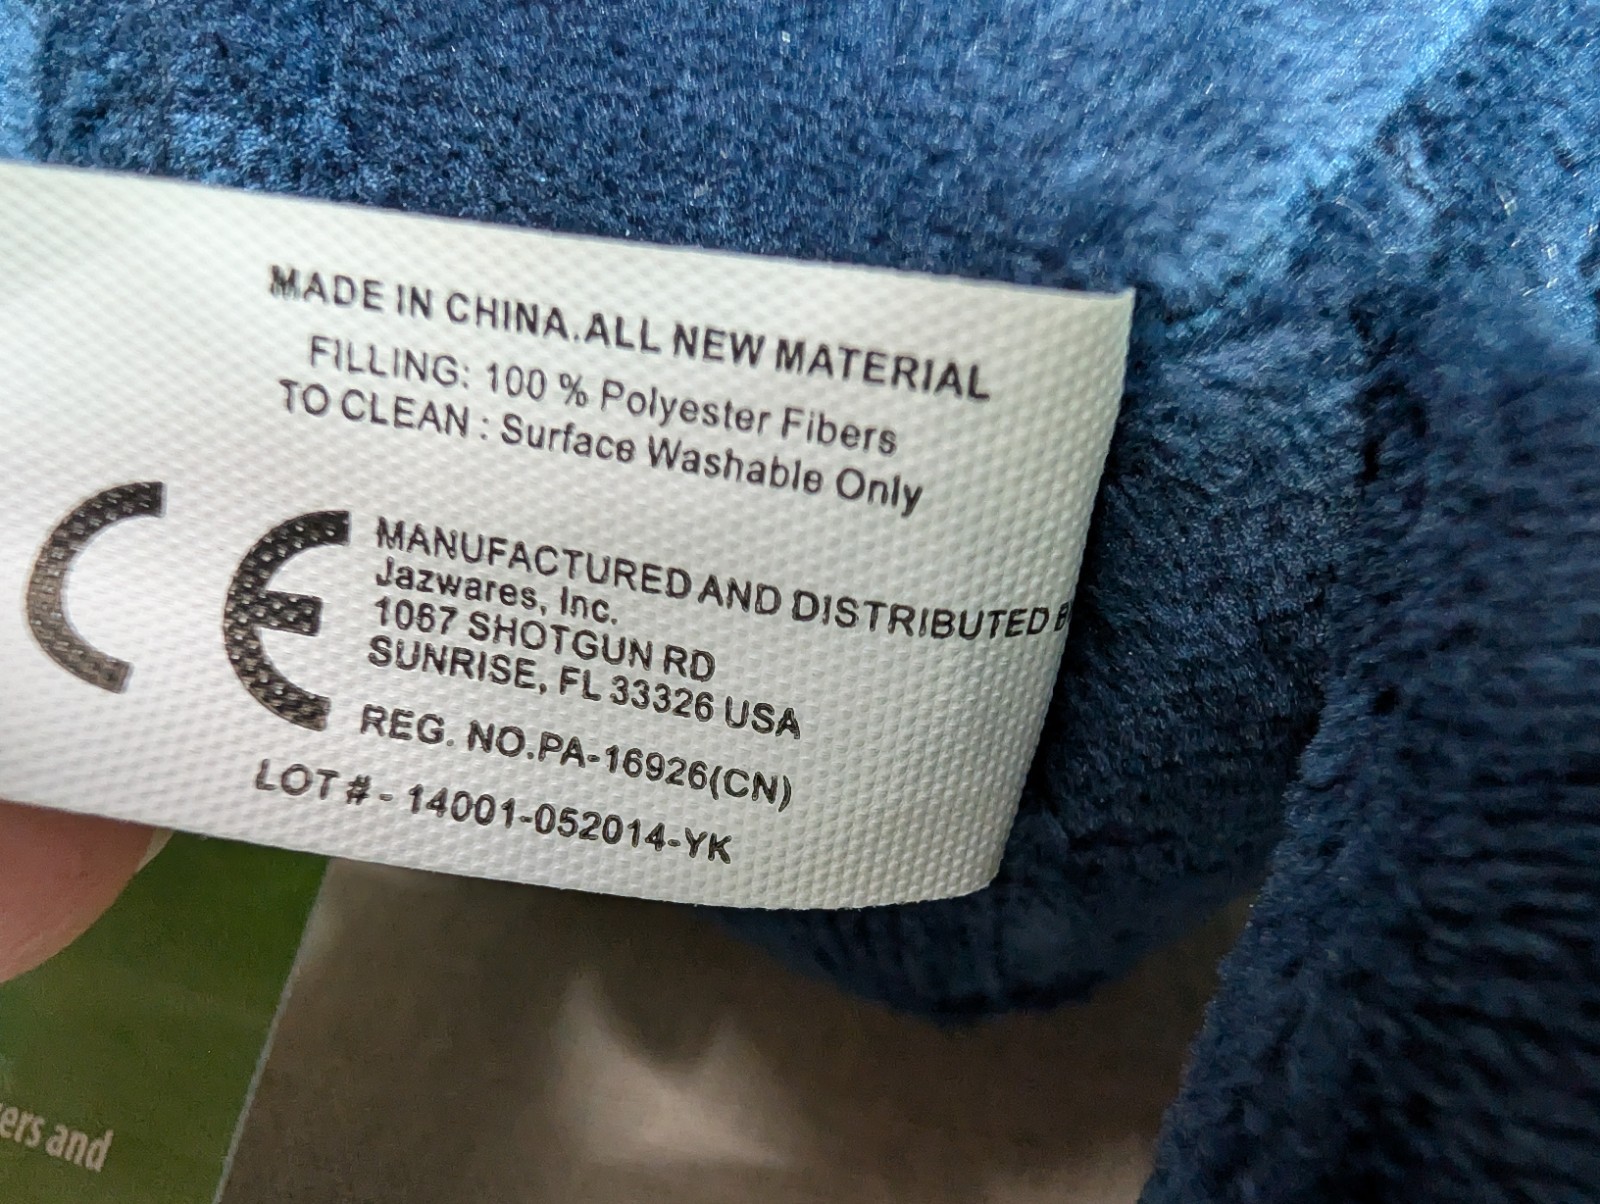 MADE IN CHINA.ALL NEW MATERIAL
FILLING: 100 % Polyester Fibers
TO CLEAN : Surface Washable Only
CE
MANUFACTURED AND DISTRIBUTED
Jazwares, Inc.
1067 SHOTGUN RD
SUNRISE, FL 33326 USA
REG. NO.PA-16926(CN)
LOT # - 14001-052014-YK
and